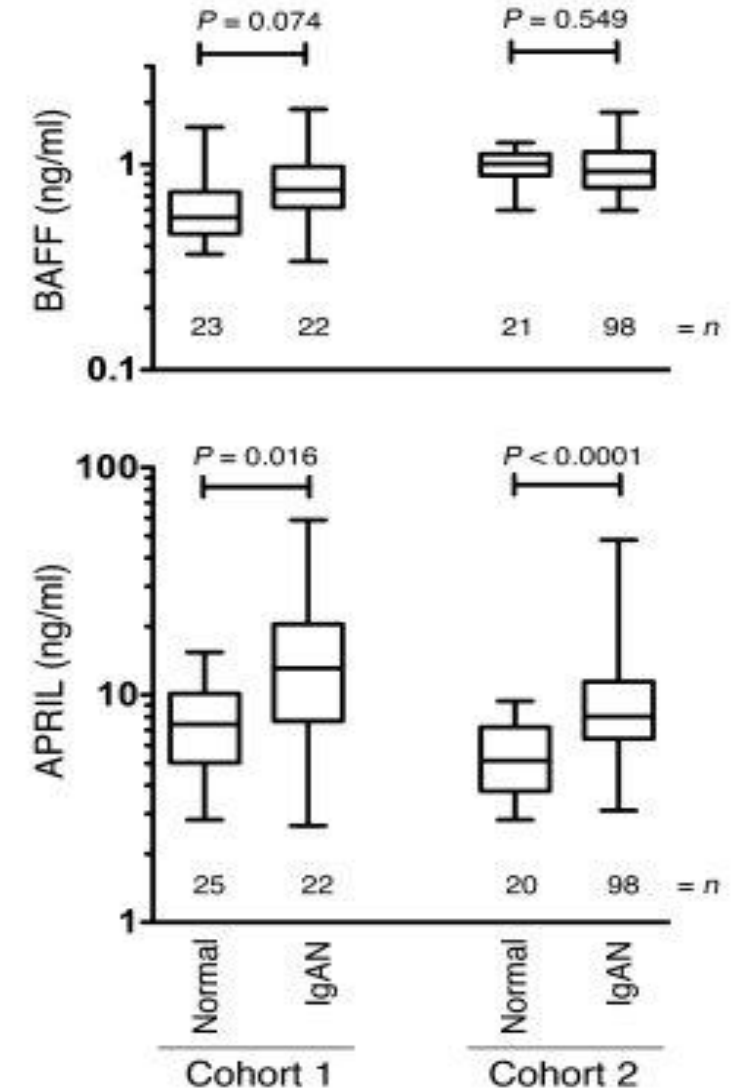 P = 0.074 P = 0.549
BAFF (ng/ml)
1
23 22 21 98 = n
0.1
P = 0.016 P < 0.0001
100
APRIL (ng/ml)
10
25 22 20 98 = n
1
Normal IgAN Normal IgAN
Cohort 1 Cohort 2